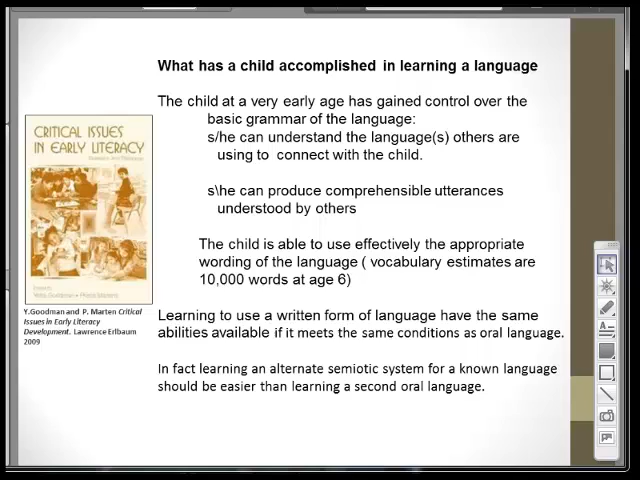 What has a child accomplished in learning a language
The child at a very early age has gained control over the
basic grammar of the language:
s/he can understand the language(s) others are
using to connect with the child.
s\he can produce comprehensible utterances
understood by others
The child is able to use effectively the appropriate
wording of the language ( vocabulary estimates are
10,000 words at age 6)
Learning to use a written form of language have the same
abilities available if it meets the same conditions as oral language.
In fact learning an alternate semiotic system for a known language
should be easier than learning a second oral language.
CRITICAL ISSUES
IN EARLY LITERACY
Y.Goodman and P. Marten Critical
Issues in Early Literacy
Development. Lawrence Erlbaum
2009